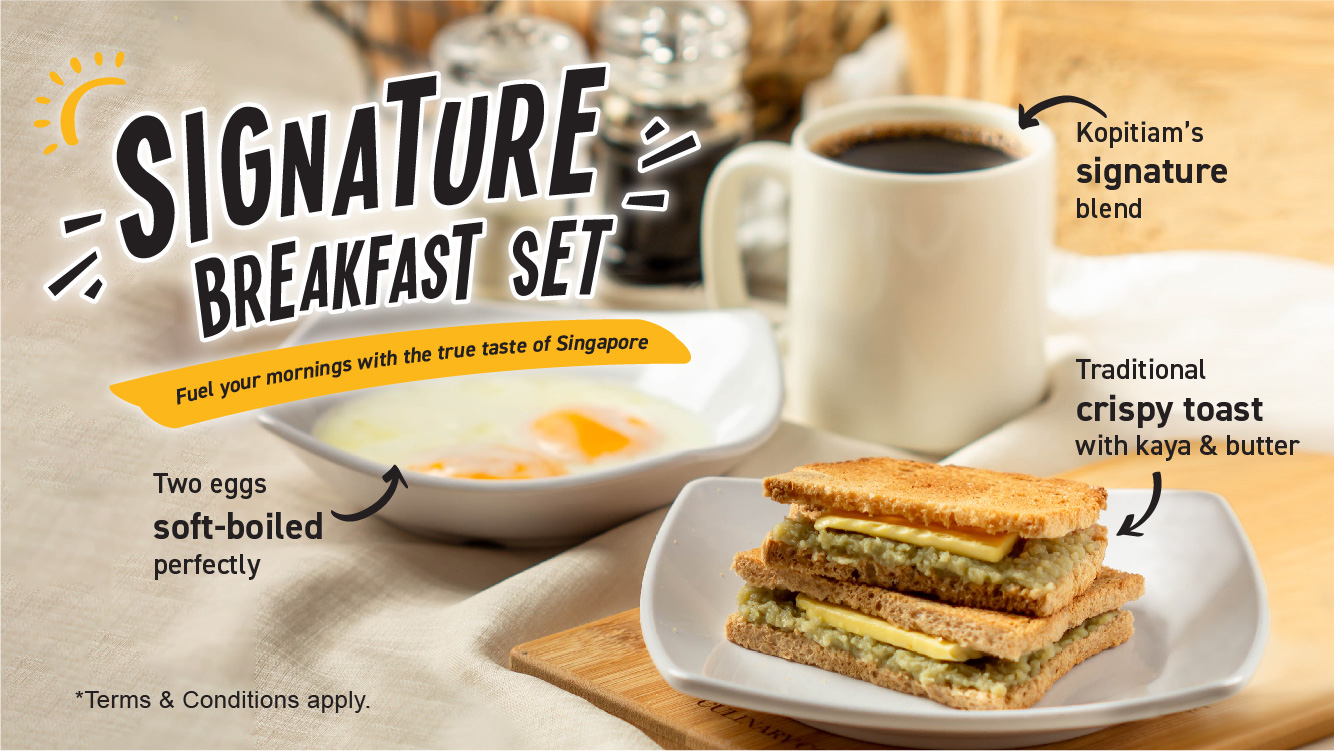 SIGNATURE
BREAKFAST SET
Fuel your mornings with the true taste of Singapore
Kopitiam's
signature
blend
Traditional
crispy toast
with kaya & butter
Two eggs
soft-boiled
perfectly
*Terms & Conditions apply.
CULINARY